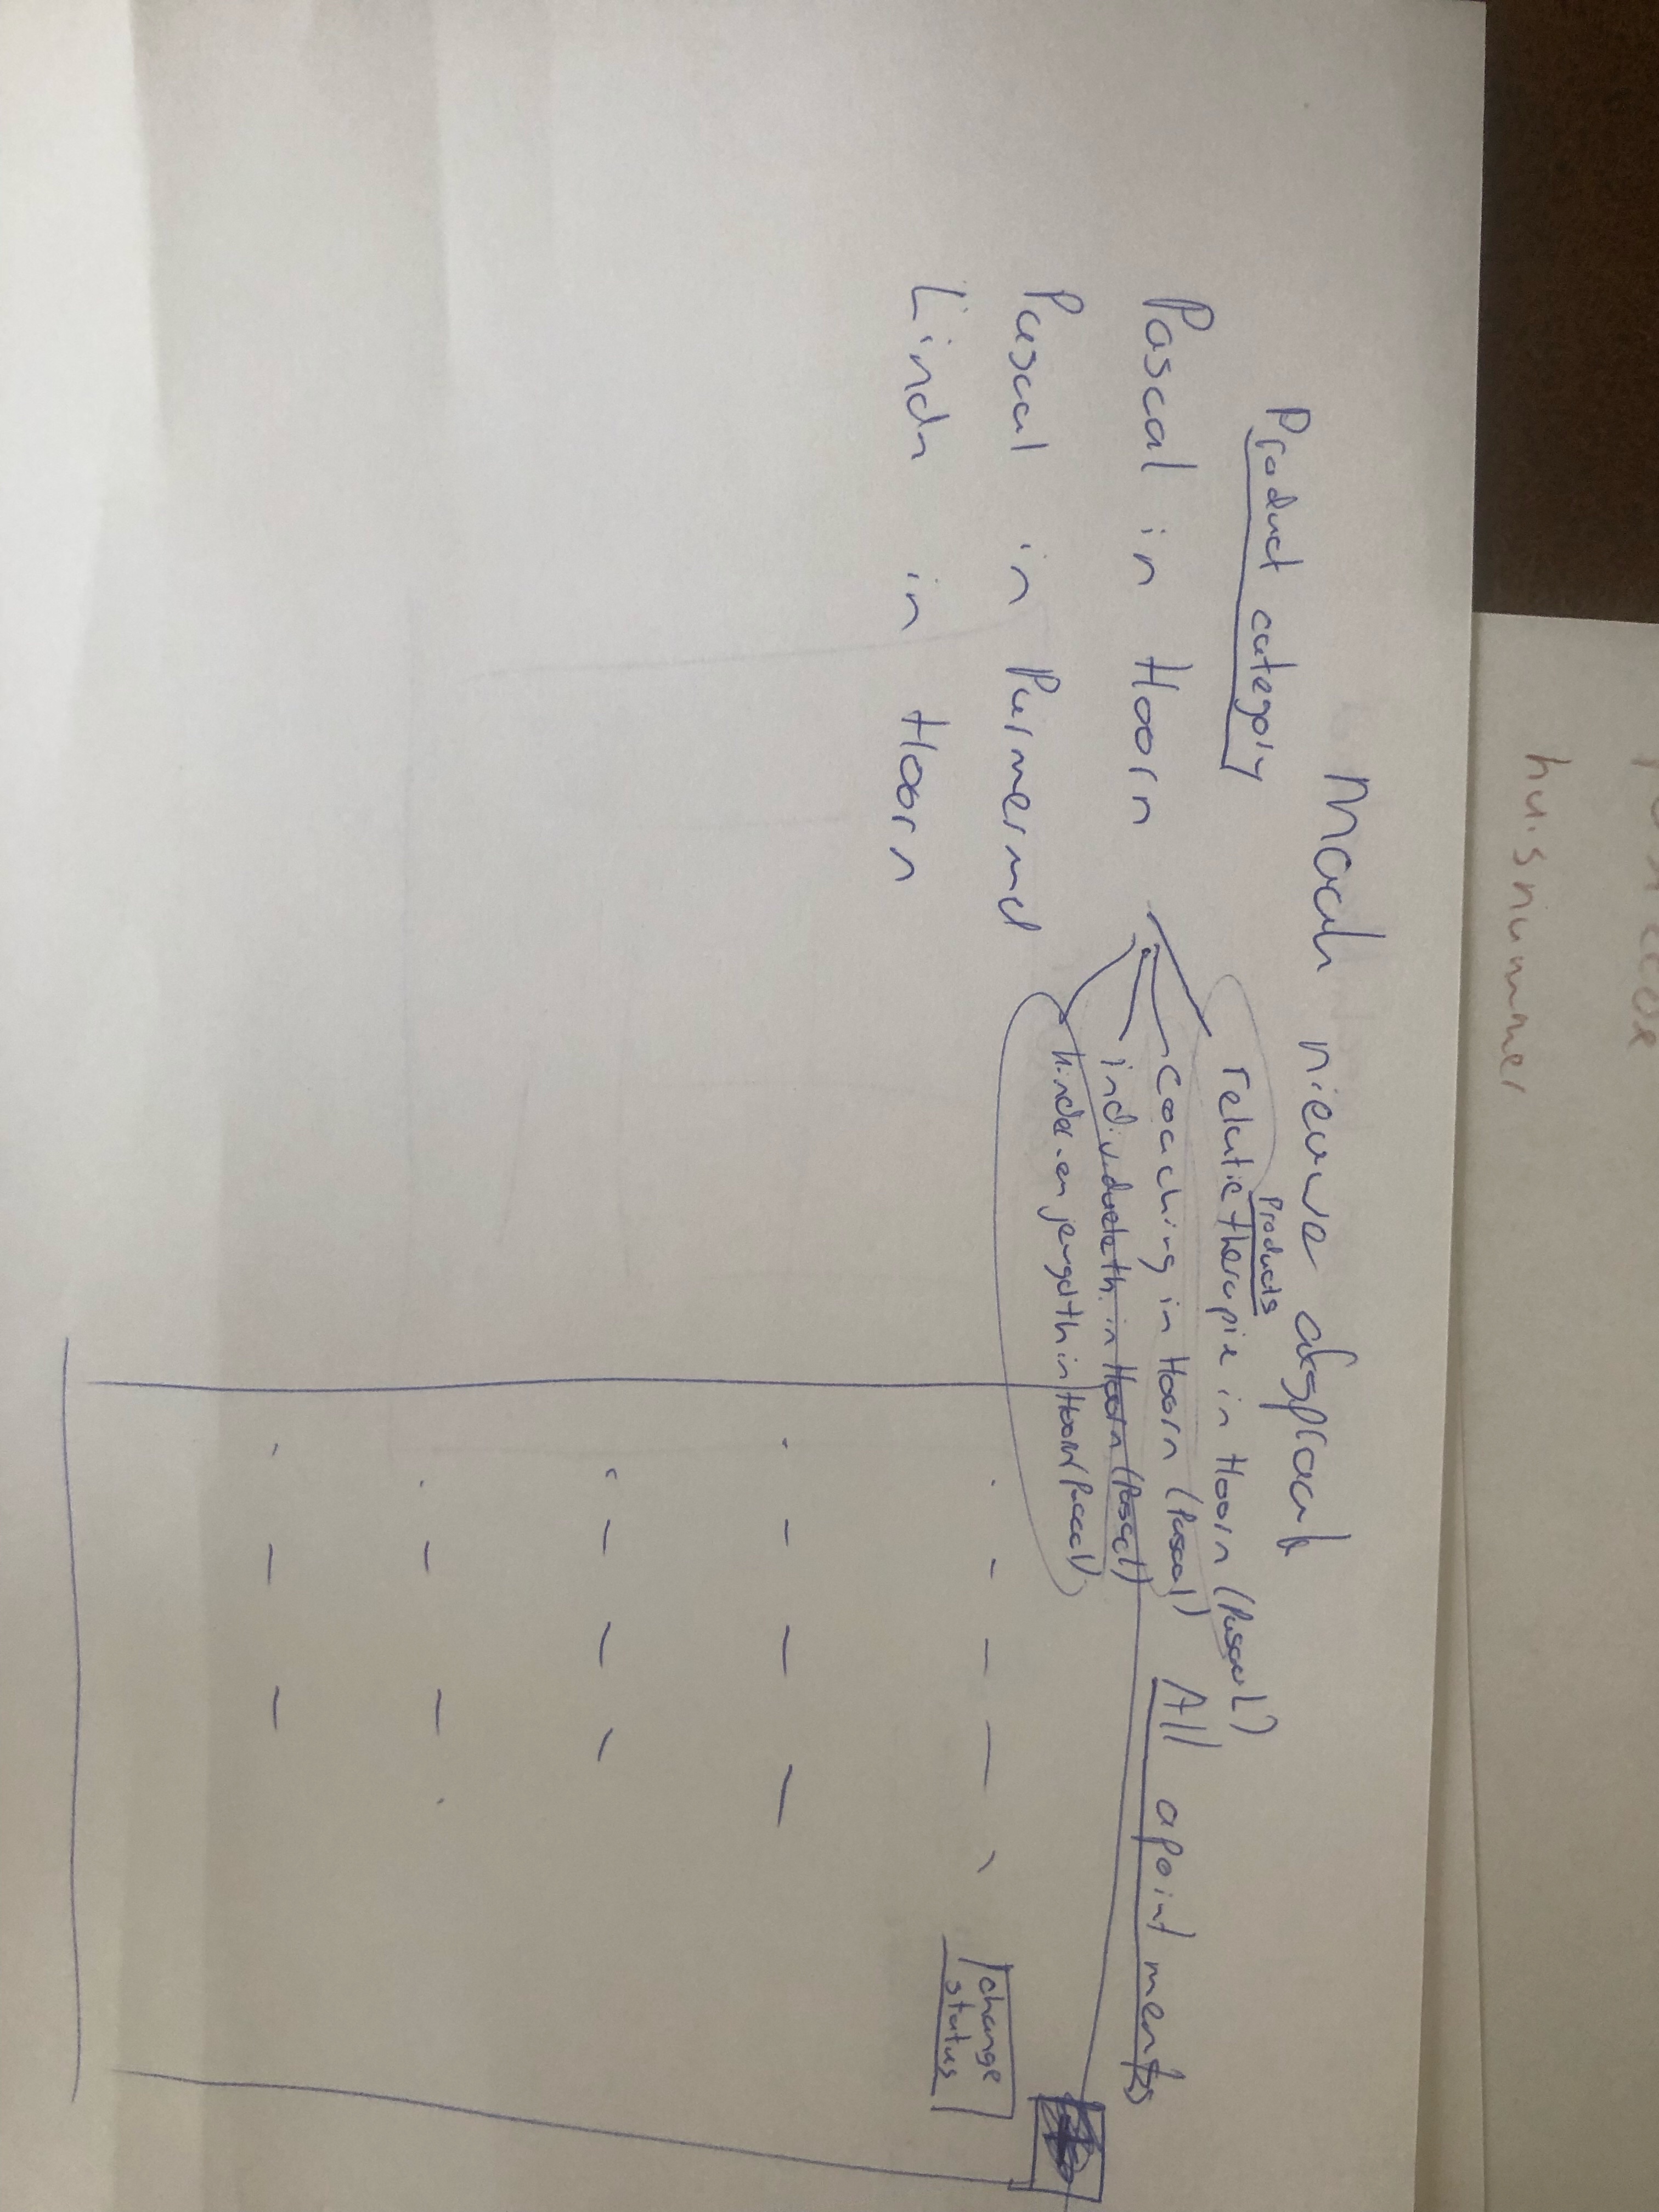 Maak nieuwe afspraak
Product category
Products
Pascal in Hoorn
relatietherapie in Hoorn (Pascal)
coaching in Hoorn (Pascal)
individuele th. in Hoorn (Pascal)
kinder- en jeugdth in Hoorn (Pascal)
Pascal in Purmerend
Linda in Hoorn
All apointments
change
status
huisnummer